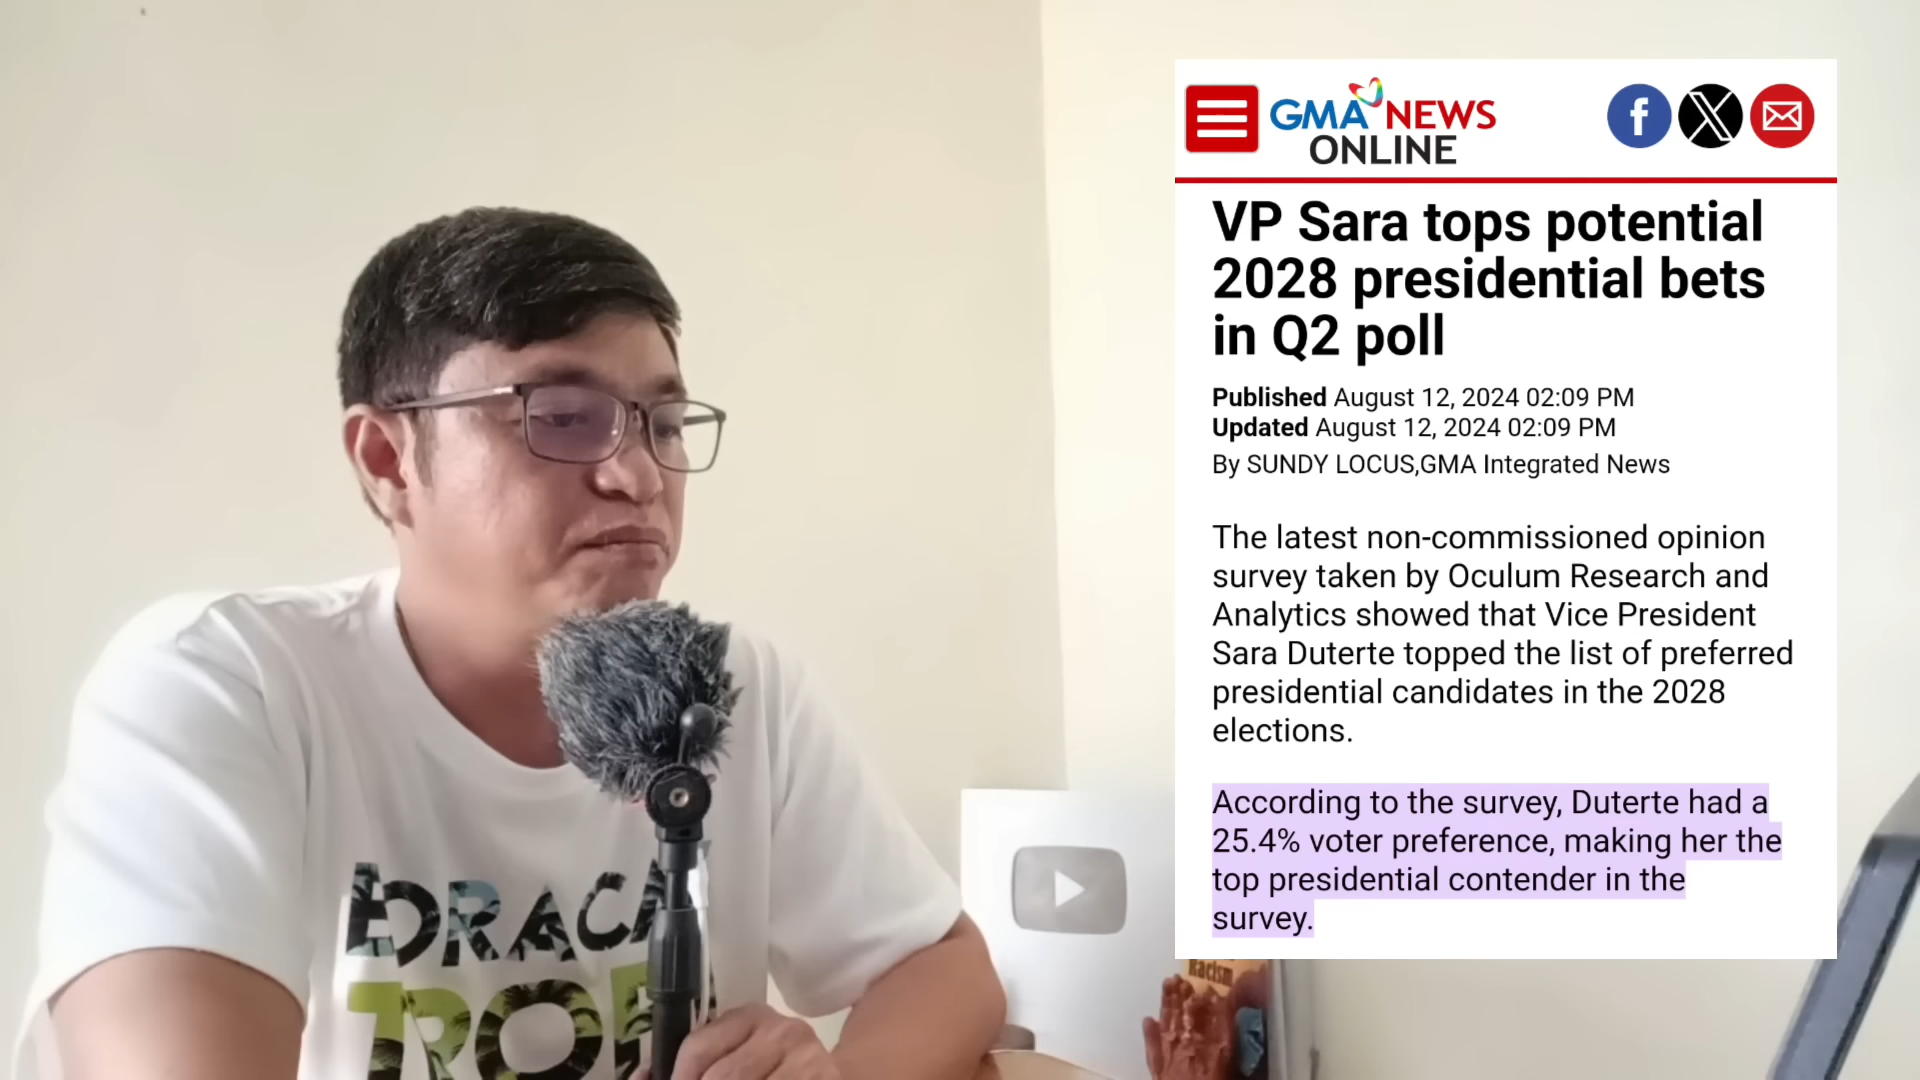 GMA NEWS
ONLINE
VP Sara tops potential
2028 presidential bets
in Q2 poll
Published August 12, 2024 02:09 PM
Updated August 12, 2024 02:09 PM
By SUNDY LOCUS,GMA Integrated News
The latest non-commissioned opinion
survey taken by Oculum Research and
Analytics showed that Vice President
Sara Duterte topped the list of preferred
presidential candidates in the 2028
elections.
According to the survey, Duterte had a
25.4% voter preference, making her the
top presidential contender in the
survey.
Racism